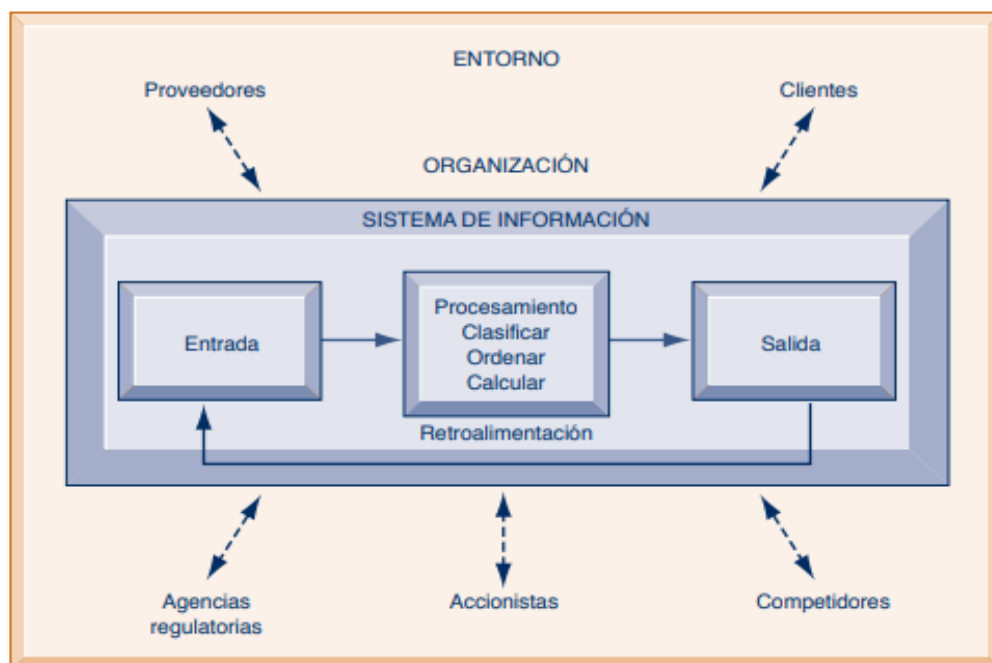 ENTORNO
Proveedores
Clientes
ORGANIZACIÓN
SISTEMA DE INFORMACIÓN
Entrada
Procesamiento
Clasificar
Ordenar
Calcular
Salida
Retroalimentación
Agencias
regulatorias
Accionistas
Competidores